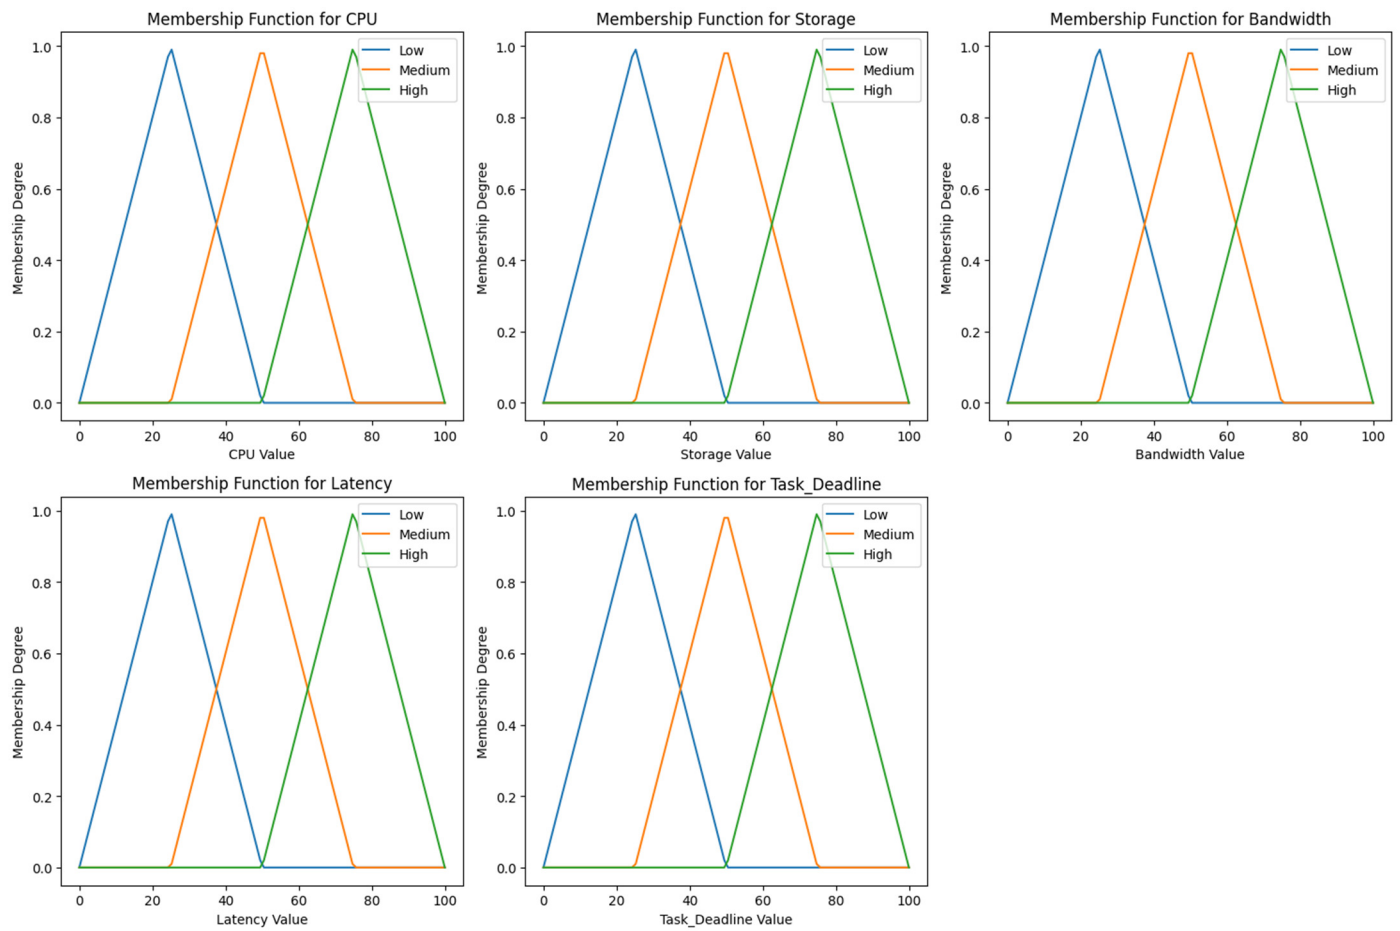 Membership Function for CPU
Membership Degree
1.0
0.8
0.6
0.4
0.2
0.0
0 20 40 60 80 100
CPU Value
Low
Medium
High
Membership Function for Storage
Membership Degree
1.0
0.8
0.6
0.4
0.2
0.0
0 20 40 60 80 100
Storage Value
Low
Medium
High
Membership Function for Bandwidth
Membership Degree
1.0
0.8
0.6
0.4
0.2
0.0
0 20 40 60 80 100
Bandwidth Value
Low
Medium
High
Membership Function for Latency
Membership Degree
1.0
0.8
0.6
0.4
0.2
0.0
0 20 40 60 80 100
Latency Value
Low
Medium
High
Membership Function for Task_Deadline
Membership Degree
1.0
0.8
0.6
0.4
0.2
0.0
0 20 40 60 80 100
Task_Deadline Value
Low
Medium
High